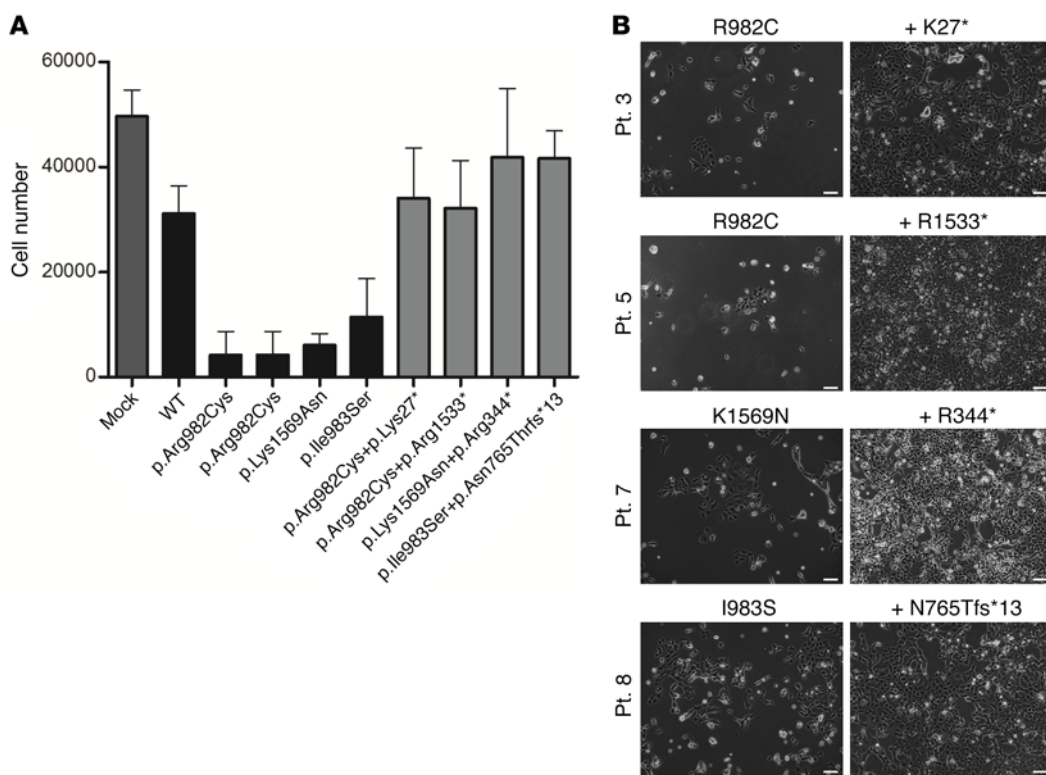 A
60000
40000
20000
0
Cell number
Mock
WT
p.Arg982Cys
p.Arg982Cys
p.Lys1569Asn
p.Ile983Ser
p.Arg982Cys+p.Lys27*
p.Arg982Cys+p.Arg1533*
p.Lys1569Asn+p.Arg344*
p.Ile983Ser+p.Asn765Thrfs*13
B
R982C + K27*
Pt. 3
R982C + R1533*
Pt. 5
K1569N + R344*
Pt. 7
I983S + N765Tfs*13
Pt. 8